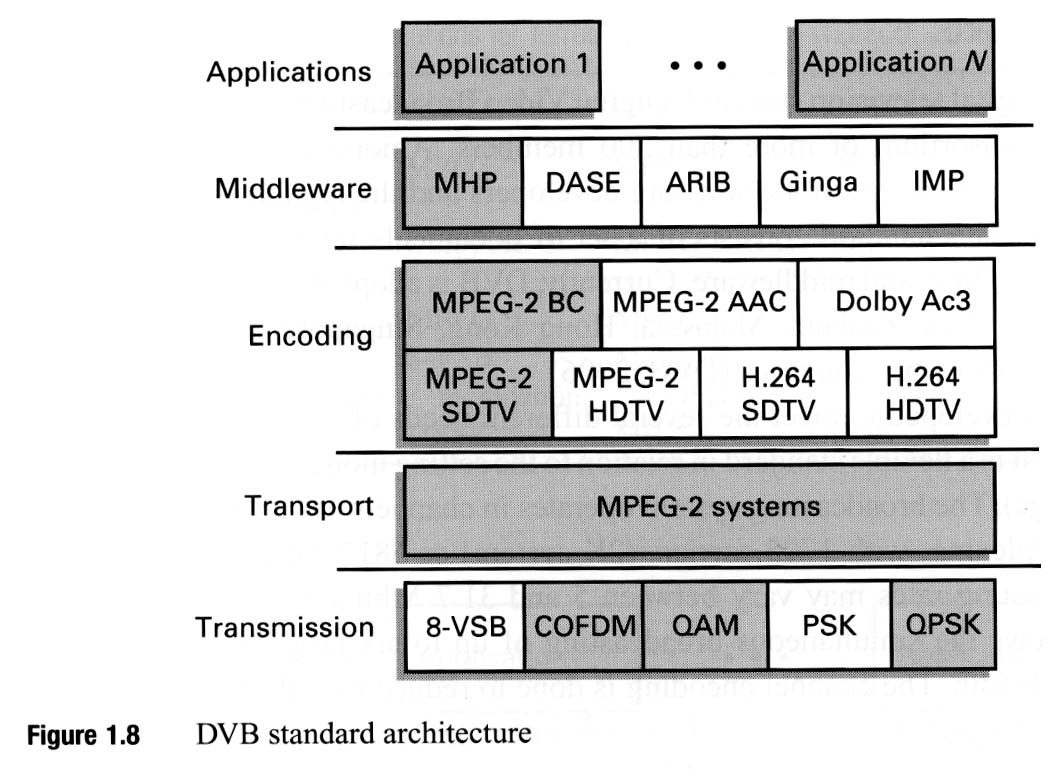 Applications Application 1 • • • Application N
Middleware MHP DASE ARIB Ginga IMP
MPEG-2 BC MPEG-2 AAC Dolby Ac3
Encoding
MPEG-2 MPEG-2 H.264 H.264
SDTV HDTV SDTV HDTV
Transport MPEG-2 systems
Transmission 8-VSB COFDM QAM PSK QPSK
Figure 1.8 DVB standard architecture